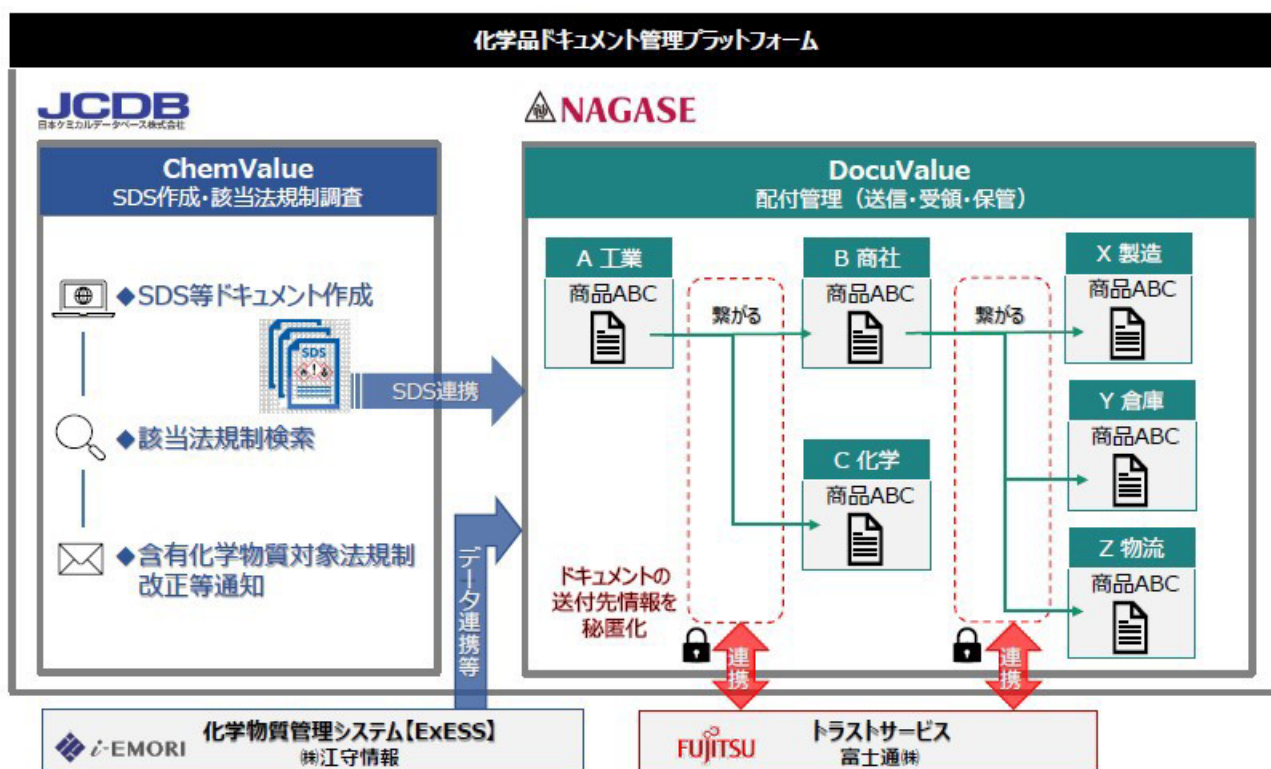 化学品ドキュメント管理プラットフォーム
JCDB
日本ケミカルデータベース株式会社
NAGASE
ChemValue
SDS作成・該当法規制調査
◆SDS等ドキュメント作成
SDS
SDS連携
◆該当法規制検索
◆含有化学物質対象法規制
改正等通知
データ連携等
DocuValue
配付管理（送信・受領・保管）
A 工業
商品ABC
繋がる
B 商社
商品ABC
繋がる
X 製造
商品ABC
C 化学
商品ABC
Y 倉庫
商品ABC
Z 物流
商品ABC
ドキュメントの
送付先情報を
秘匿化
連携
連携
i-EMORI
化学物質管理システム【ExESS】
㈱江守情報
FUJITSU
トラストサービス
富士通㈱